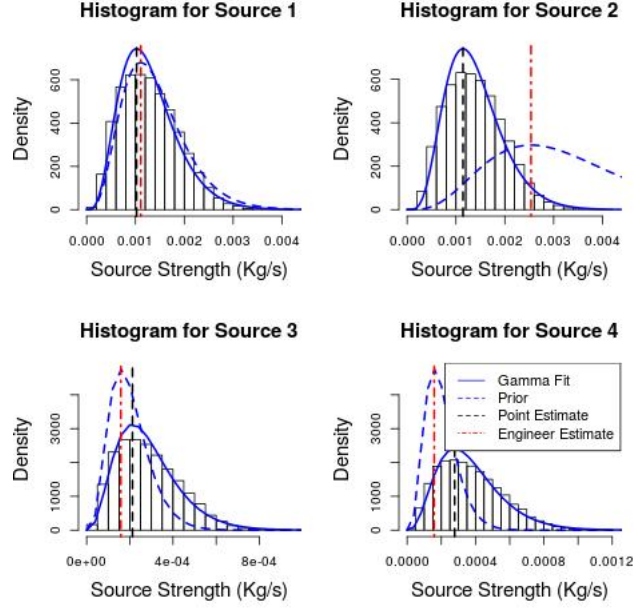 Histogram for Source 1
Density
0 200 400 600
0.000 0.001 0.002 0.003 0.004
Source Strength (Kg/s)
Histogram for Source 2
Density
0 200 400 600
0.000 0.001 0.002 0.003 0.004
Source Strength (Kg/s)
Histogram for Source 3
Density
0 1000 3000
0e+00 4e-04 8e-04
Source Strength (Kg/s)
Histogram for Source 4
Gamma Fit
Prior
Point Estimate
Engineer Estimate
Density
0 1000 3000
0.0000 0.0004 0.0008 0.0012
Source Strength (Kg/s)